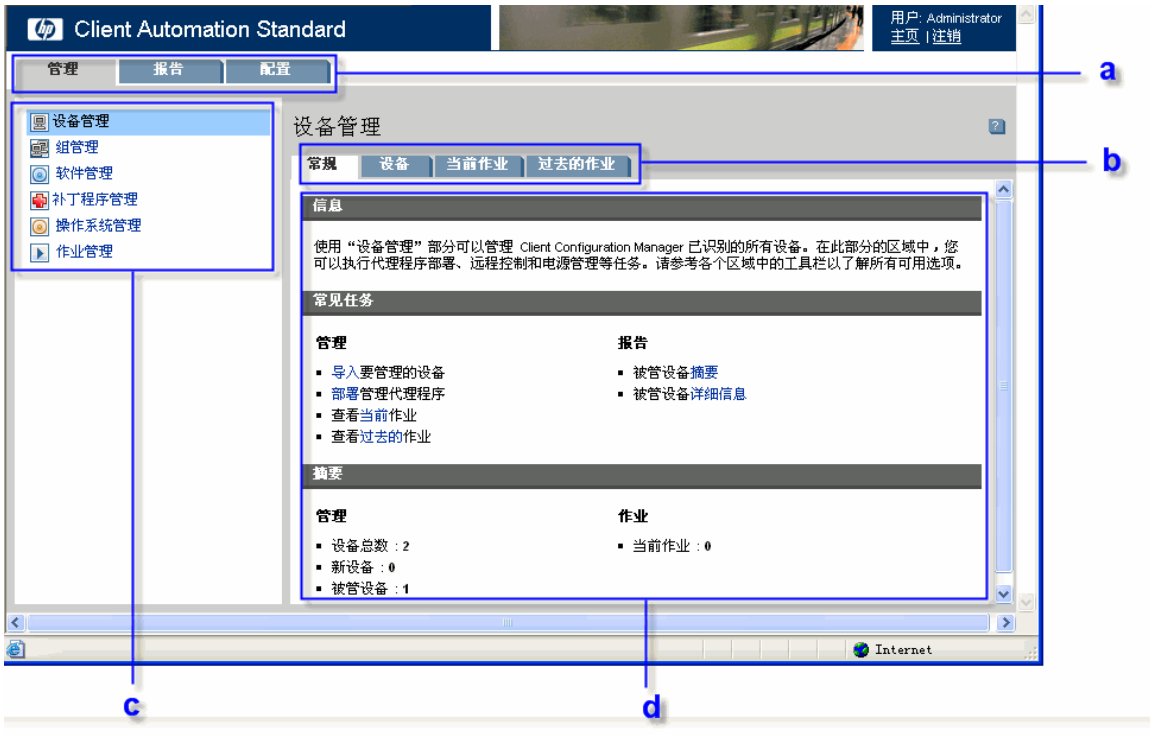 hp Client Automation Standard
用户: Administrator
主页 | 注销
管理 报告 配置
a
设备管理
组管理
软件管理
补丁程序管理
操作系统管理
作业管理
设备管理
?
常规 设备 当前作业 过去的作业
b
信息
使用“设备管理”部分可以管理 Client Configuration Manager 已识别的所有设备。在此部分的区域中，您
可以执行代理程序部署、远程控制和电源管理等任务。请参考各个区域中的工具栏以了解所有可用选项。
常见任务
管理
▪ 导入要管理的设备
▪ 部署管理代理程序
▪ 查看当前作业
▪ 查看过去的作业
报告
▪ 被管设备摘要
▪ 被管设备详细信息
摘要
管理
▪ 设备总数：2
▪ 新设备：0
▪ 被管设备：1
作业
▪ 当前作业：0
Internet
c
d